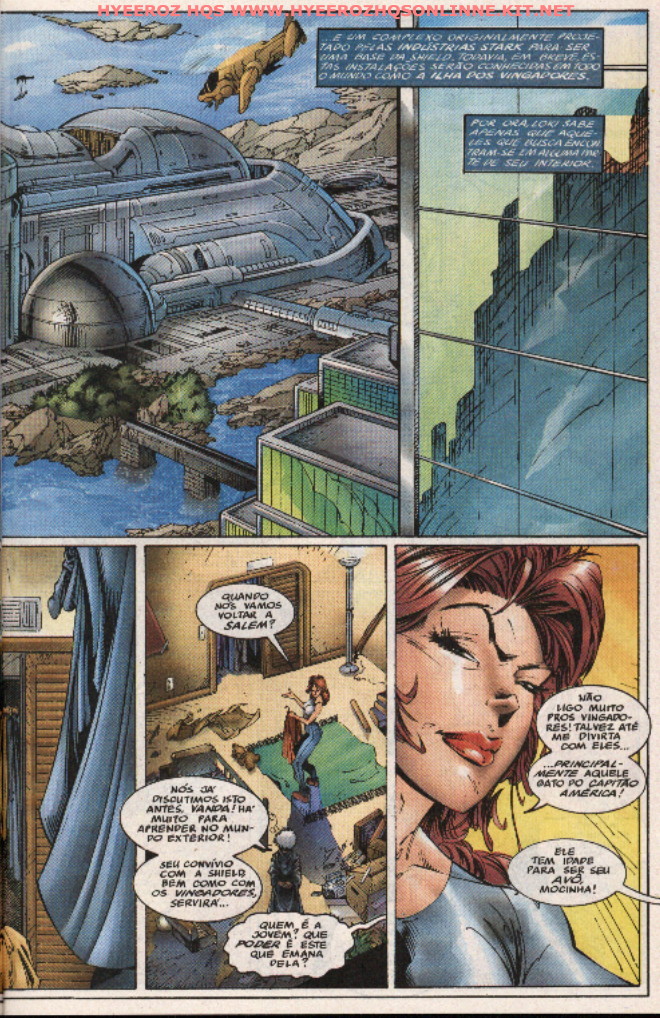 HYEEROZ HQS WWW.HYEEROZHQSONLINNE.KIT.NET
... E UM COMPLEXO ORIGINALMENTE PROJE-
TADO PELAS INDÚSTRIAS STARK PARA SER
UMA BASE DA SHIELD. TODAVIA, EM BREVE, ES-
TAS INSTALAÇÕES SERÃO CONHECIDAS EM TODO
O MUNDO COMO A ILHA DOS VINGADORES.
POR ORA, LOKI SABE
APENAS QUE AQUE-
LES QUE BUSCA ENCON
TRAM-SE EM ALGUMA PAR
TE DE SEU INTERIOR.
QUANDO
NÓS VAMOS
VOLTAR A
SALEM?
NÓS JÁ
DISCUTIMOS ISTO
ANTES, WANDA! HÁ
MUITO PARA
APRENDER NO MUN-
DO EXTERIOR!
SEU CONVÍVIO
COM A SHIELD,
BEM COMO COM
OS VINGADORES,
SERVIRÁ...
QUEM É A
JOVEM? QUE
PODER É ESTE
QUE EMANA
DELA?
NÃO
LIGO MUITO
PROS VINGADO-
RES! TALVEZ ATÉ
ME DIVIRTA
COM ELES...
...PRINCIPAL-
MENTE AQUELE
GATO DO CAPITÃO
AMÉRICA!
ELE
TEM IDADE
PARA SER SEU
AVÔ,
MOCINHA!